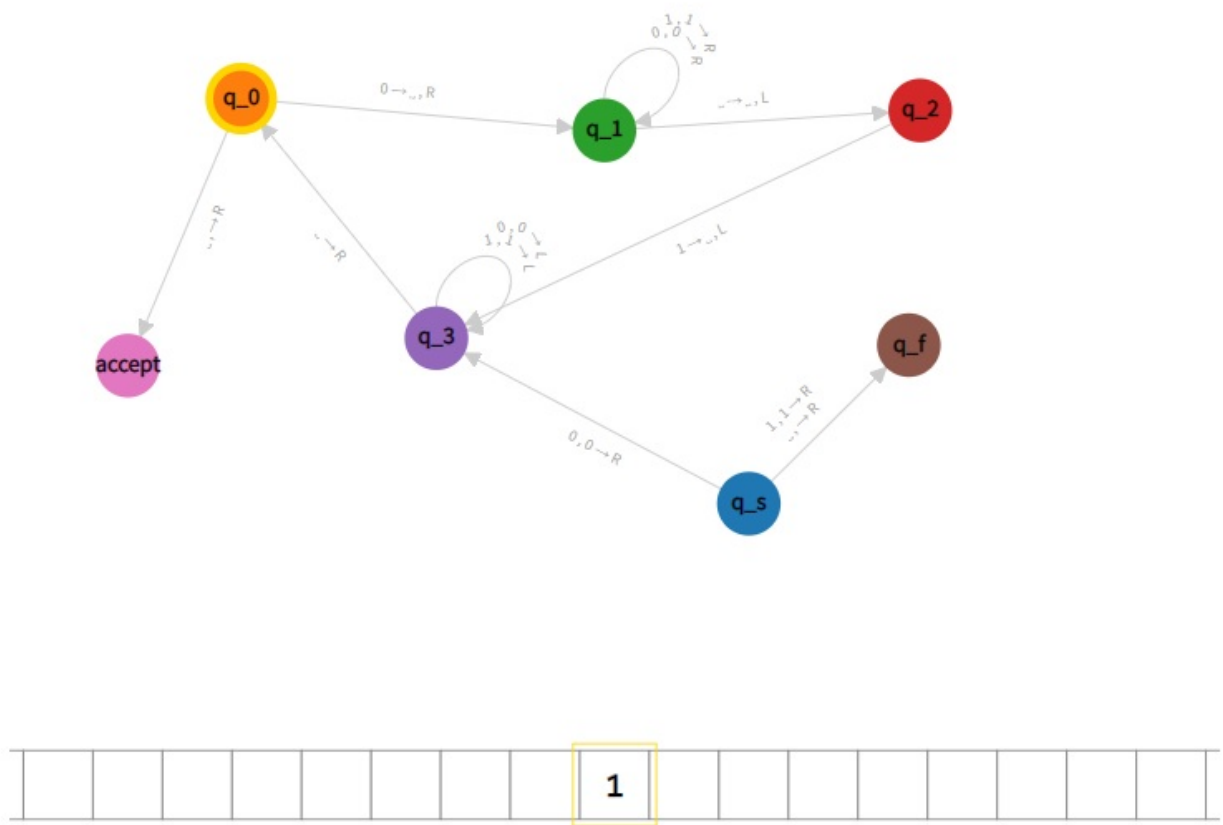 1,1→R
0,0→R
q_0
0→_,R
_→_,L
q_2
q_1
_,→R
_→R
0,0→L
1,1→L
1→_,L
q_3
q_f
accept
1,1→R
_,→R
0,0→R
q_s
1